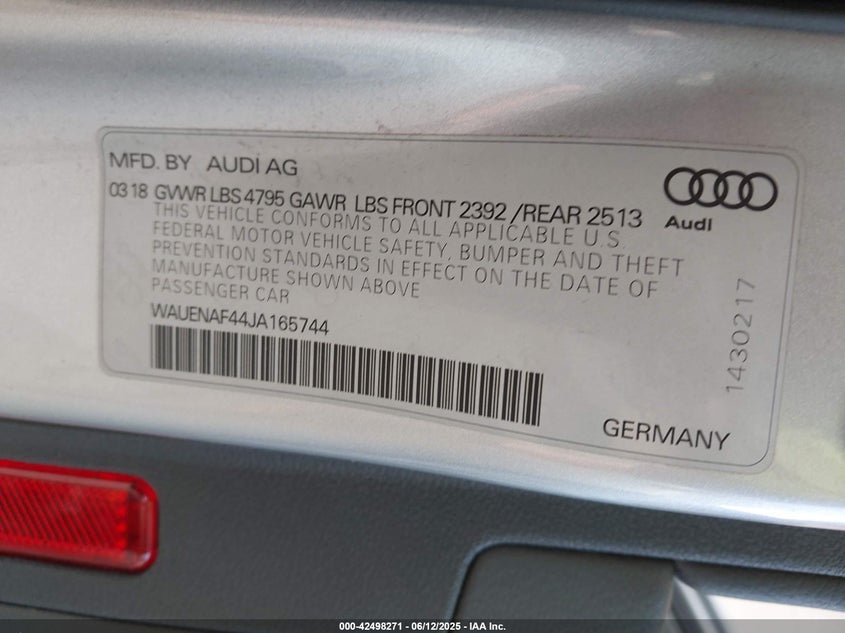 MFD. BY AUDI AG
03 18 GVWR LBS 4795 GAWR LBS FRONT 2392 /REAR 2513
THIS VEHICLE CONFORMS TO ALL APPLICABLE U.S.
FEDERAL MOTOR VEHICLE SAFETY, BUMPER AND THEFT
PREVENTION STANDARDS IN EFFECT ON THE DATE OF
MANUFACTURE SHOWN ABOVE
PASSENGER CAR
WAUENAF44JA165744
Audi
1430217
GERMANY
000-42498271 - 06/12/2025 - IAA Inc.